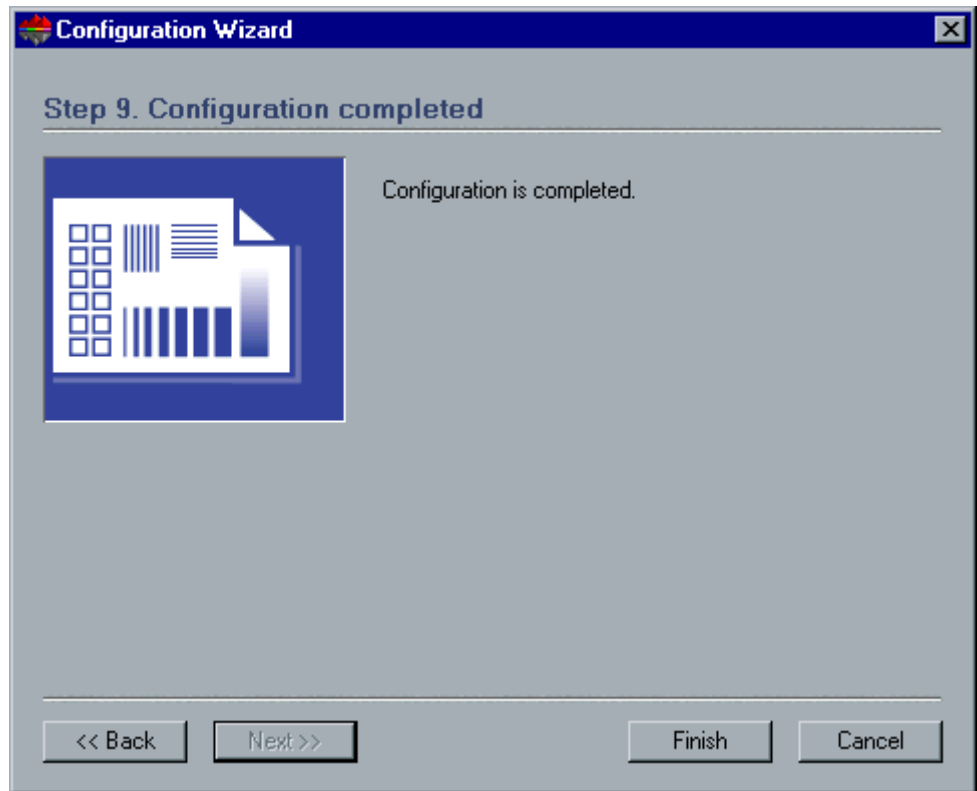 Configuration Wizard
Step 9. Configuration completed
Configuration is completed.
<< Back Next >> Finish Cancel